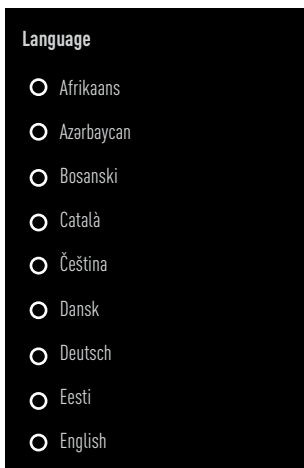 Language
Afrikaans
Azərbaycan
Bosanski
Català
Čeština
Dansk
Deutsch
Eesti
English